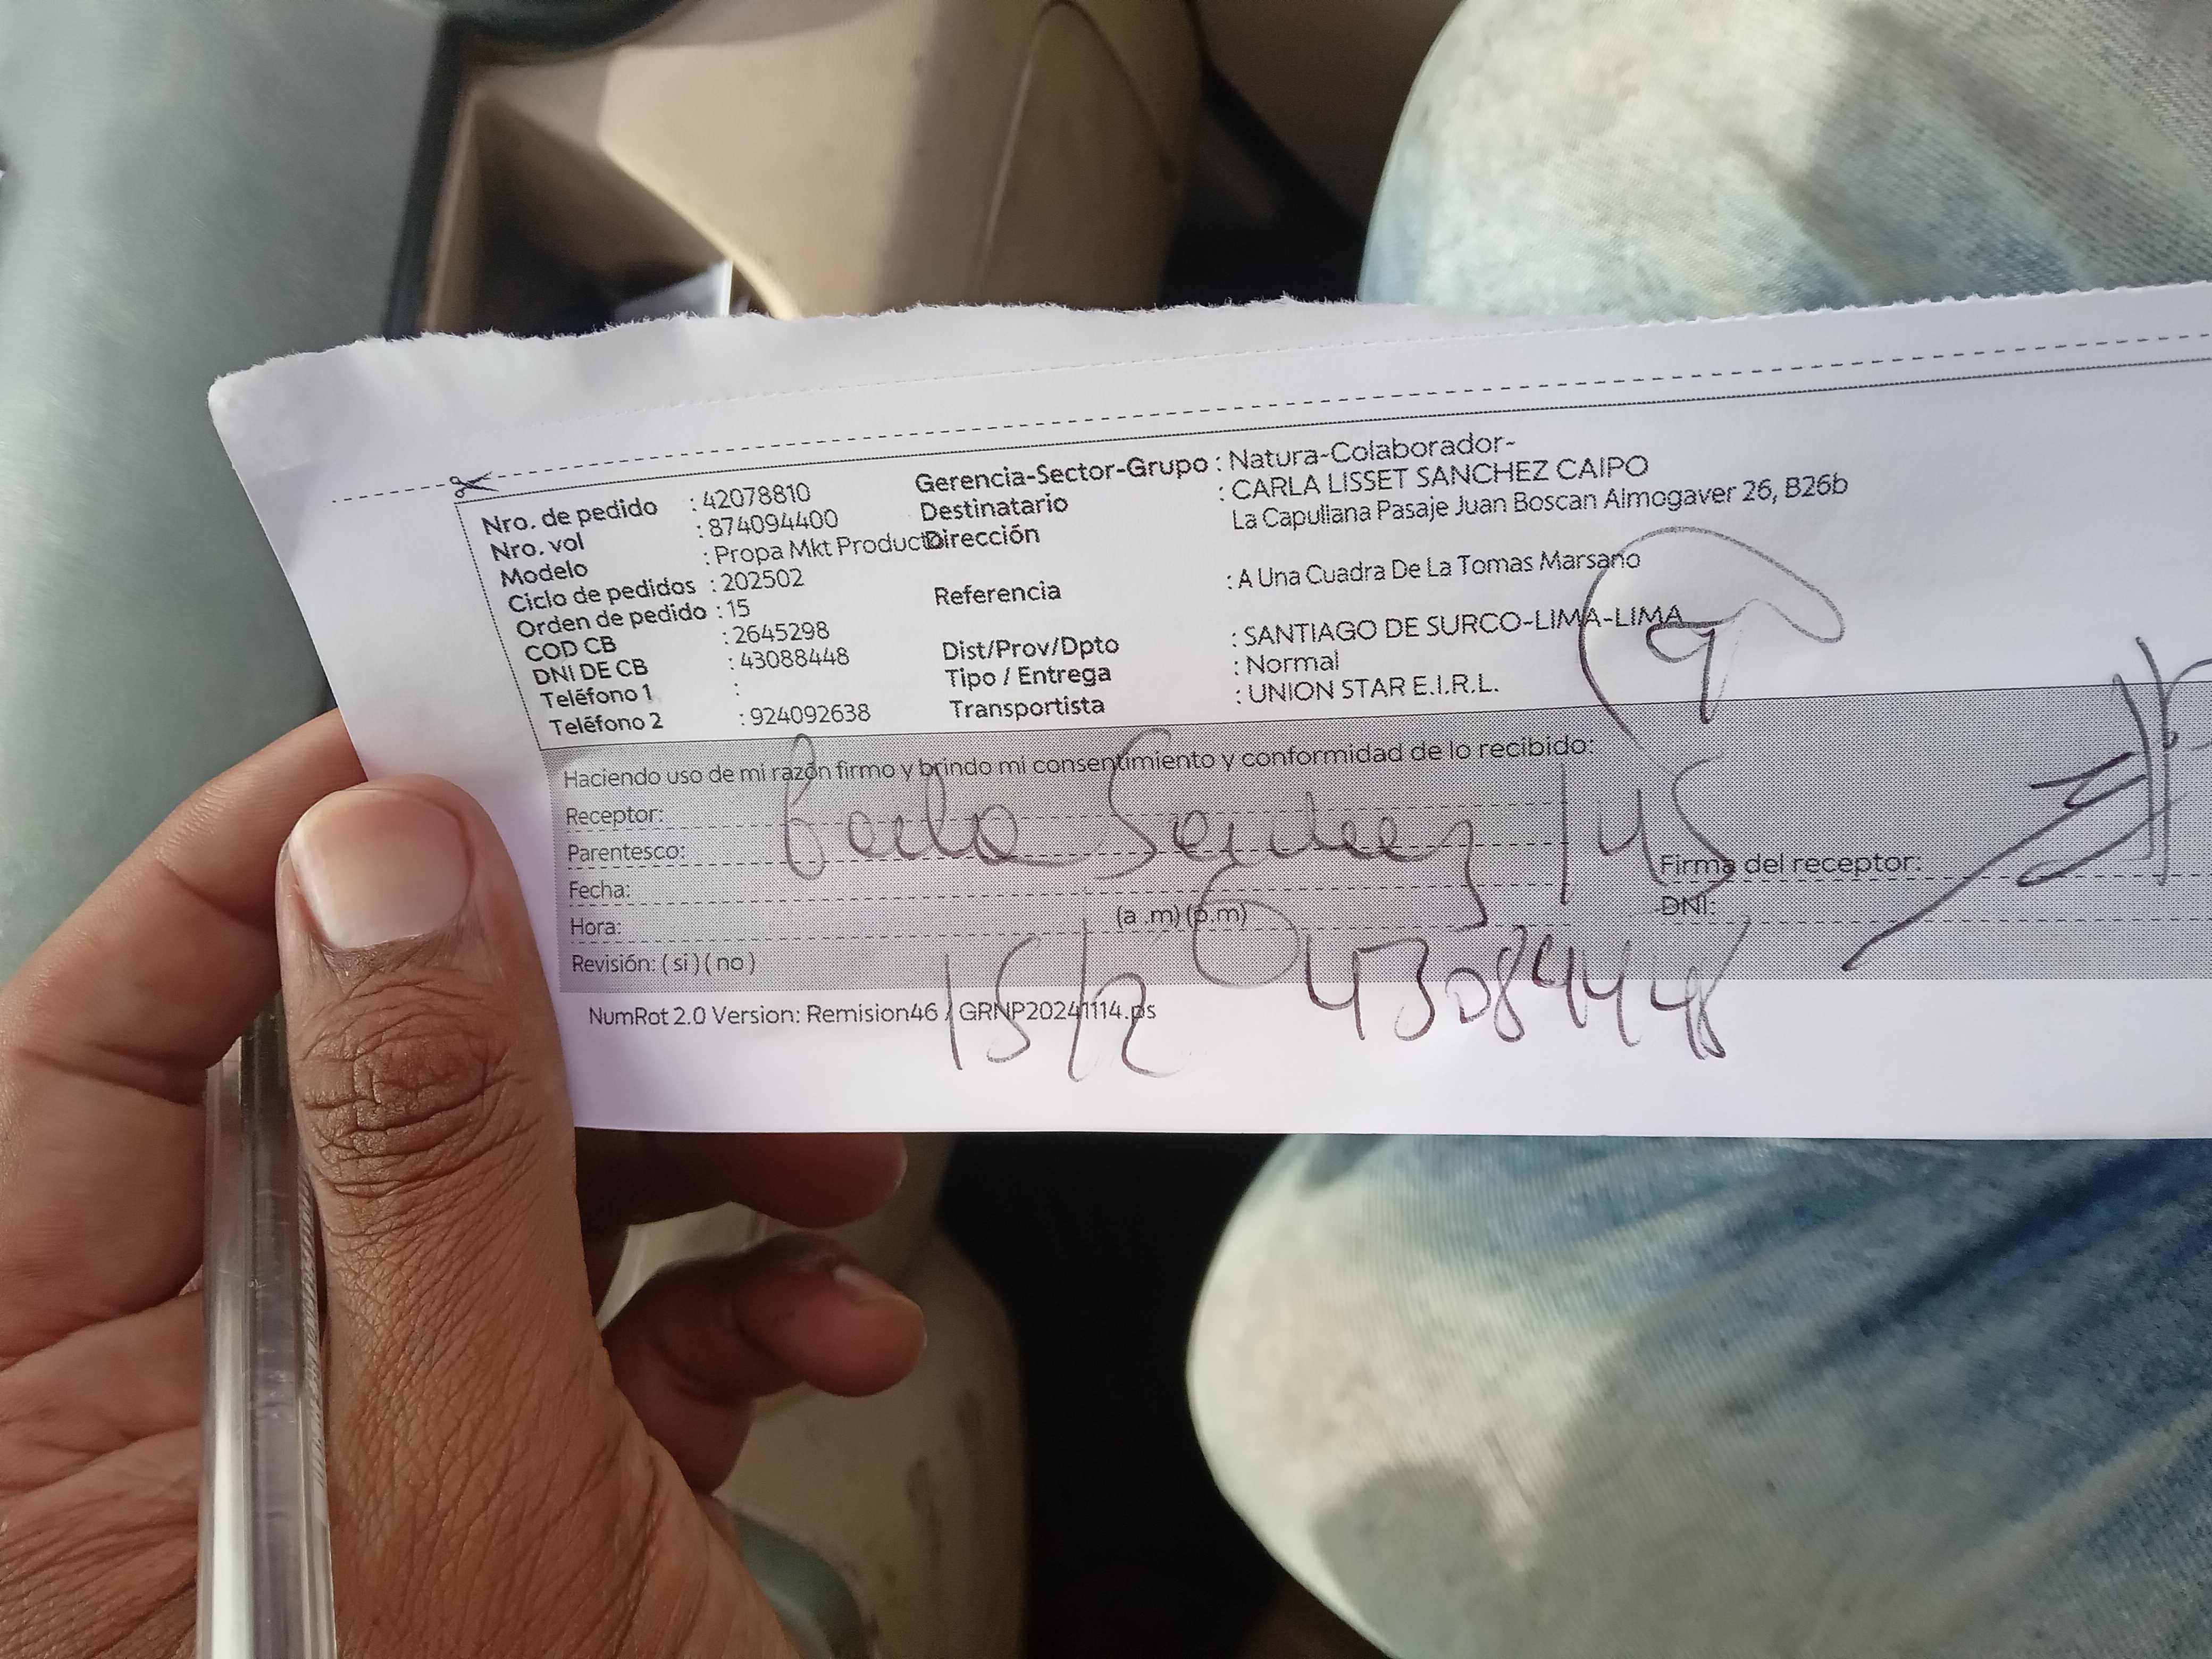 Nro. de pedido : 42078810
Nro. vol : 874094400
Modelo : Propa Mkt Producto
Ciclo de pedidos : 202502
Orden de pedido : 15
COD CB : 2645298
DNI DE CB : 43088448
Teléfono 1 :
Teléfono 2 : 924092638
Gerencia-Sector-Grupo : Natura-Colaborador-
Destinatario : CARLA LISSET SANCHEZ CAIPO
Dirección La Capullana Pasaje Juan Boscan Almogaver 26, B26b
Referencia : A Una Cuadra De La Tomas Marsano
Dist/Prov/Dpto : SANTIAGO DE SURCO-LIMA-LIMA
Tipo / Entrega : Normal
Transportista : UNION STAR E.I.R.L.
Haciendo uso de mi razón firmo y brindo mi consentimiento y conformidad de lo recibido:
Receptor: Carla Sanchez
Parentesco:
Fecha:
Hora: (a .m) (p.m)
Revisión: ( si ) ( no )
Firma del receptor:
DNI:
15/2
NumRot 2.0 Version: Remision46 / GRNP20241114.ps